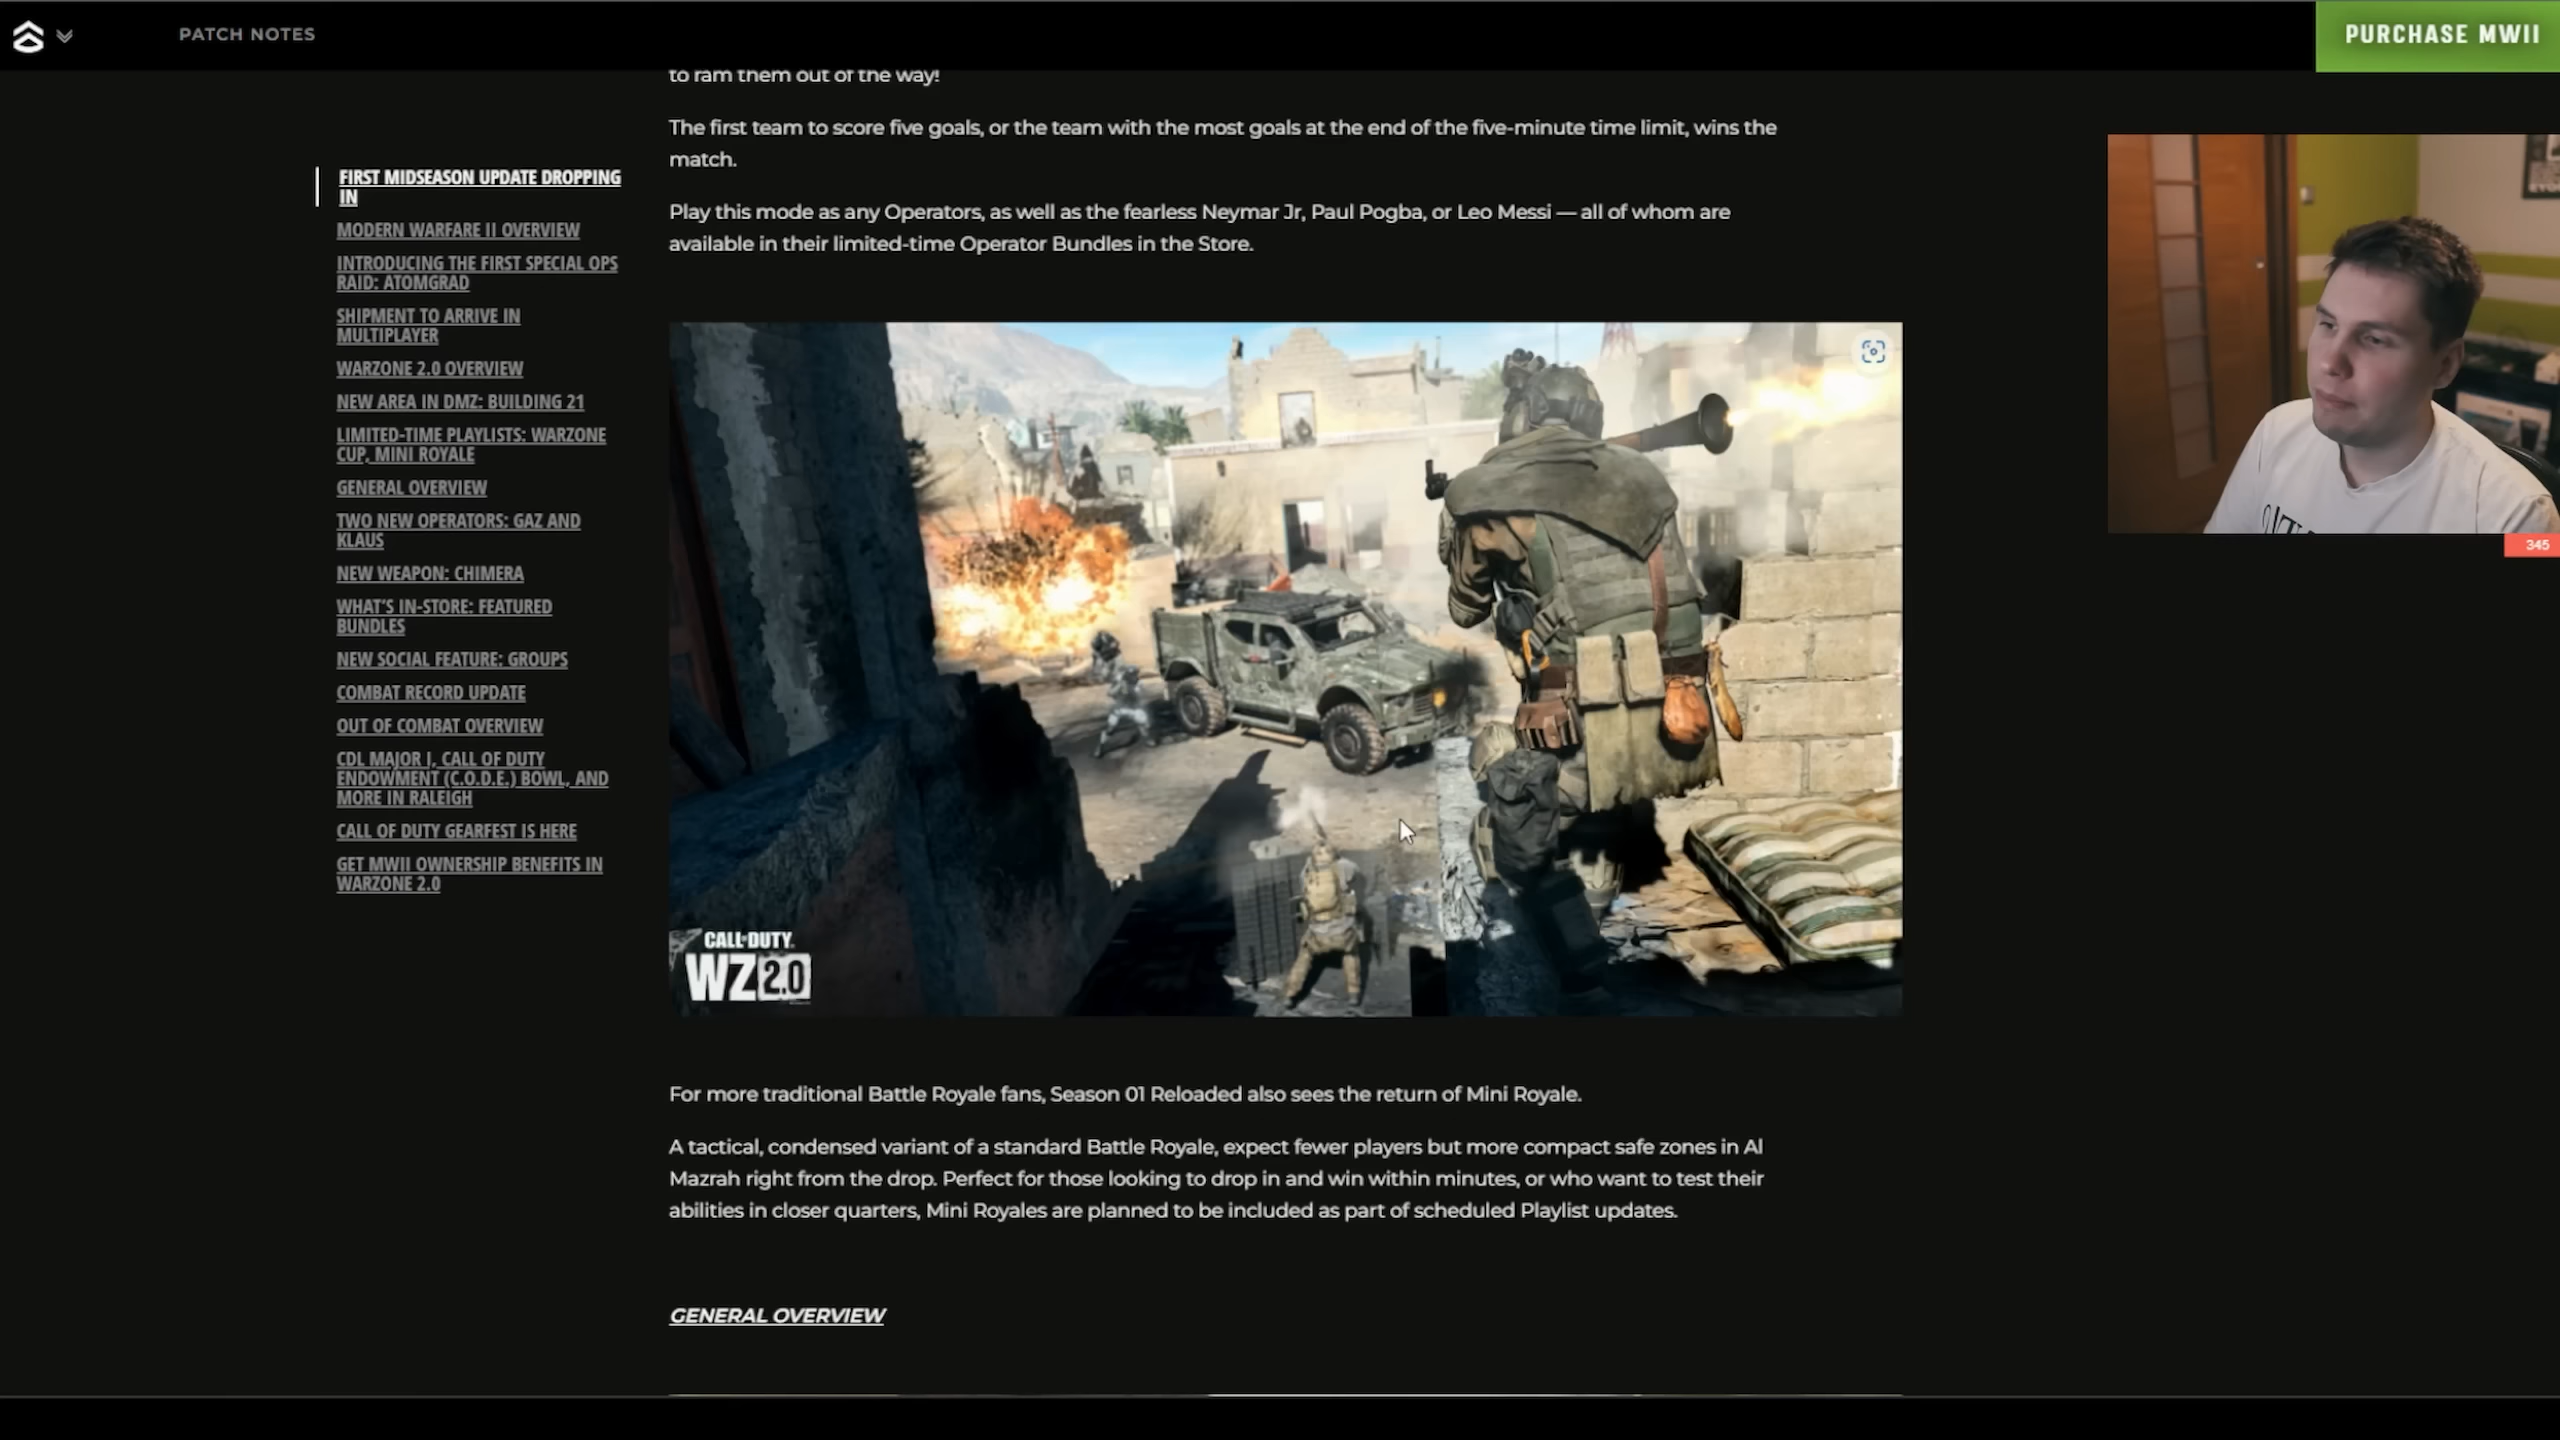 PATCH NOTES
PURCHASE MWII
to ram them out of the way!
The first team to score five goals, or the team with the most goals at the end of the five-minute time limit, wins the
match.
Play this mode as any Operators, as well as the fearless Neymar Jr, Paul Pogba, or Leo Messi — all of whom are
available in their limited-time Operator Bundles in the Store.
FIRST MIDSEASON UPDATE DROPPING
IN
MODERN WARFARE II OVERVIEW
INTRODUCING THE FIRST SPECIAL OPS
RAID: ATOMGRAD
SHIPMENT TO ARRIVE IN
MULTIPLAYER
WARZONE 2.0 OVERVIEW
NEW AREA IN DMZ: BUILDING 21
LIMITED-TIME PLAYLISTS: WARZONE
CUP, MINI ROYALE
GENERAL OVERVIEW
TWO NEW OPERATORS: GAZ AND
KLAUS
NEW WEAPON: CHIMERA
WHAT'S IN-STORE: FEATURED
BUNDLES
NEW SOCIAL FEATURE: GROUPS
COMBAT RECORD UPDATE
OUT OF COMBAT OVERVIEW
CDL MAJOR I, CALL OF DUTY
ENDOWMENT (C.O.D.E.) BOWL, AND
MORE IN RALEIGH
CALL OF DUTY GEARFEST IS HERE
GET MWII OWNERSHIP BENEFITS IN
WARZONE 2.0
345
CALL OF DUTY
WZ 2.0
For more traditional Battle Royale fans, Season 01 Reloaded also sees the return of Mini Royale.
A tactical, condensed variant of a standard Battle Royale, expect fewer players but more compact safe zones in Al
Mazrah right from the drop. Perfect for those looking to drop in and win within minutes, or who want to test their
abilities in closer quarters, Mini Royales are planned to be included as part of scheduled Playlist updates.
GENERAL OVERVIEW